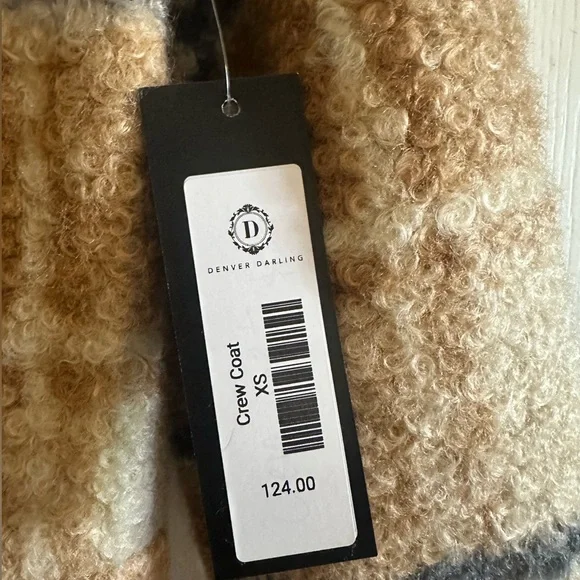 D
DENVER DARLING
Crew Coat
XS
124.00